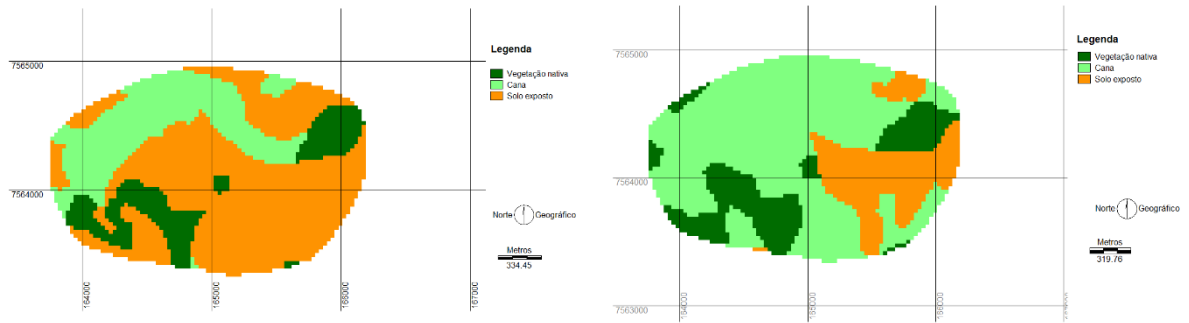 Legenda
Vegetação nativa
Cana
Solo exposto
7565000
7564000
Norte Geográfico
Metros
334.45
164000
165000
166000
167000
Legenda
Vegetação nativa
Cana
Solo exposto
7565000
7564000
7563000
Norte Geográfico
Metros
319.76
164000
165000
166000